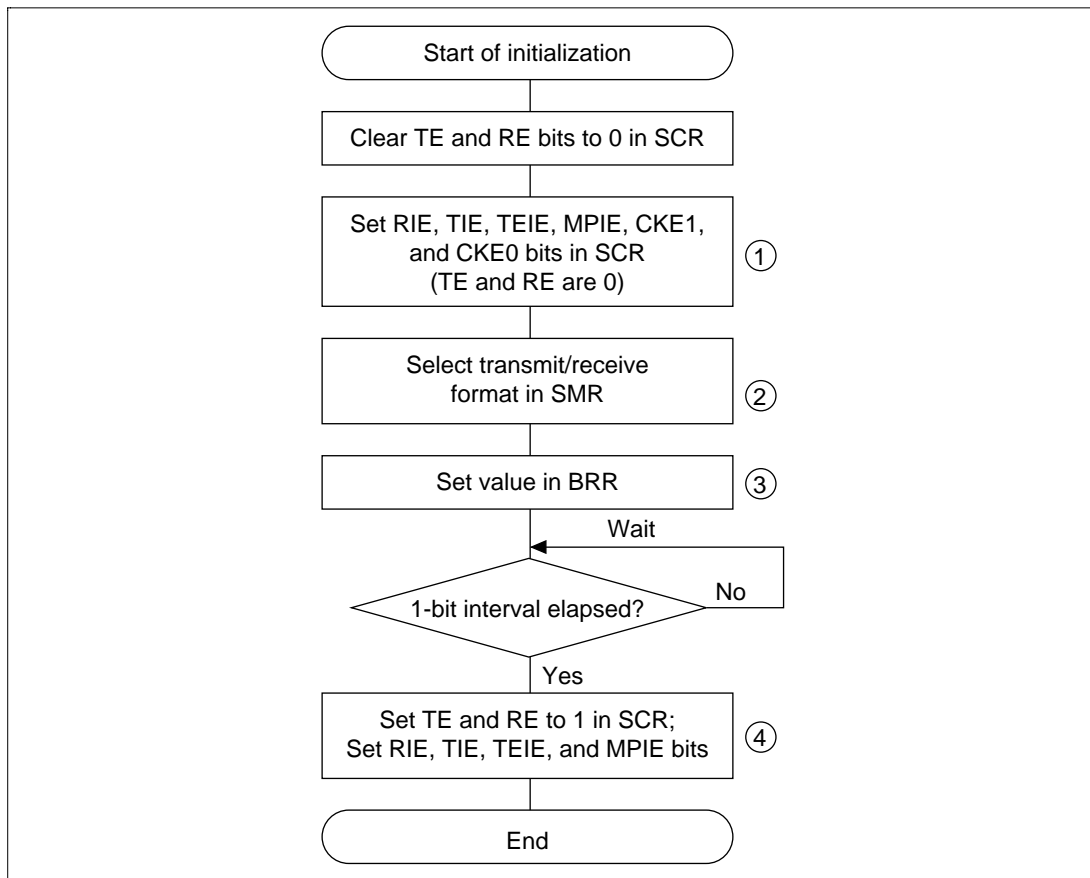 Start of initialization
Clear TE and RE bits to 0 in SCR
Set RIE, TIE, TEIE, MPIE, CKE1,
and CKE0 bits in SCR
(TE and RE are 0)
1
Select transmit/receive
format in SMR
2
Set value in BRR
3
Wait
1-bit interval elapsed?
No
Yes
Set TE and RE to 1 in SCR;
Set RIE, TIE, TEIE, and MPIE bits
4
End